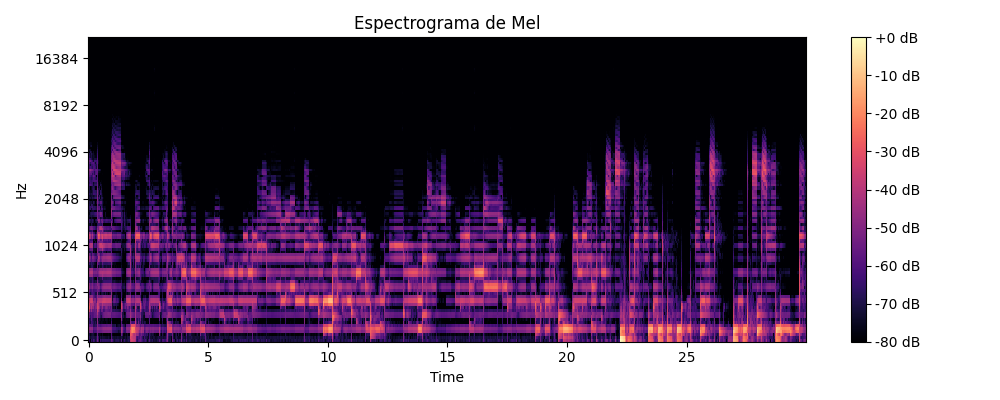 Espectrograma de Mel
Hz
16384
8192
4096
2048
1024
512
0
0 5 10 15 20 25
Time
+0 dB
-10 dB
-20 dB
-30 dB
-40 dB
-50 dB
-60 dB
-70 dB
-80 dB